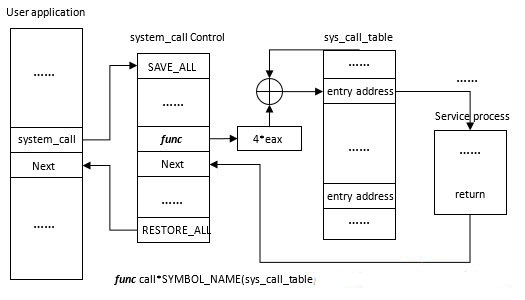 User application
system_call Control
sys_call_table
......
SAVE_ALL
......
entry address
......
......
Service process
system_call
func
4*eax
......
......
Next
Next
return
......
......
entry address
......
RESTORE_ALL
func call*SYMBOL_NAME(sys_call_table)